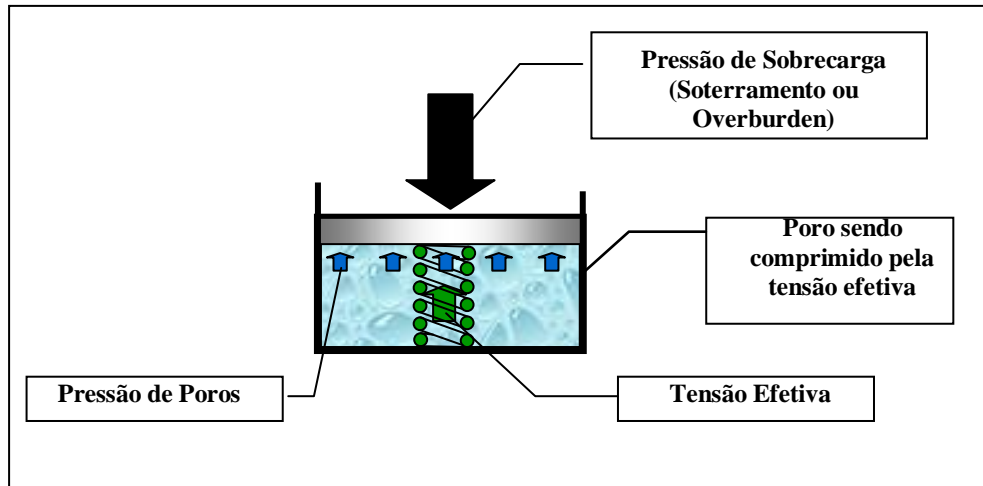 Pressão de Sobrecarga
(Soterramento ou
Overburden)
Poro sendo
comprimido pela
tensão efetiva
Pressão de Poros
Tensão Efetiva